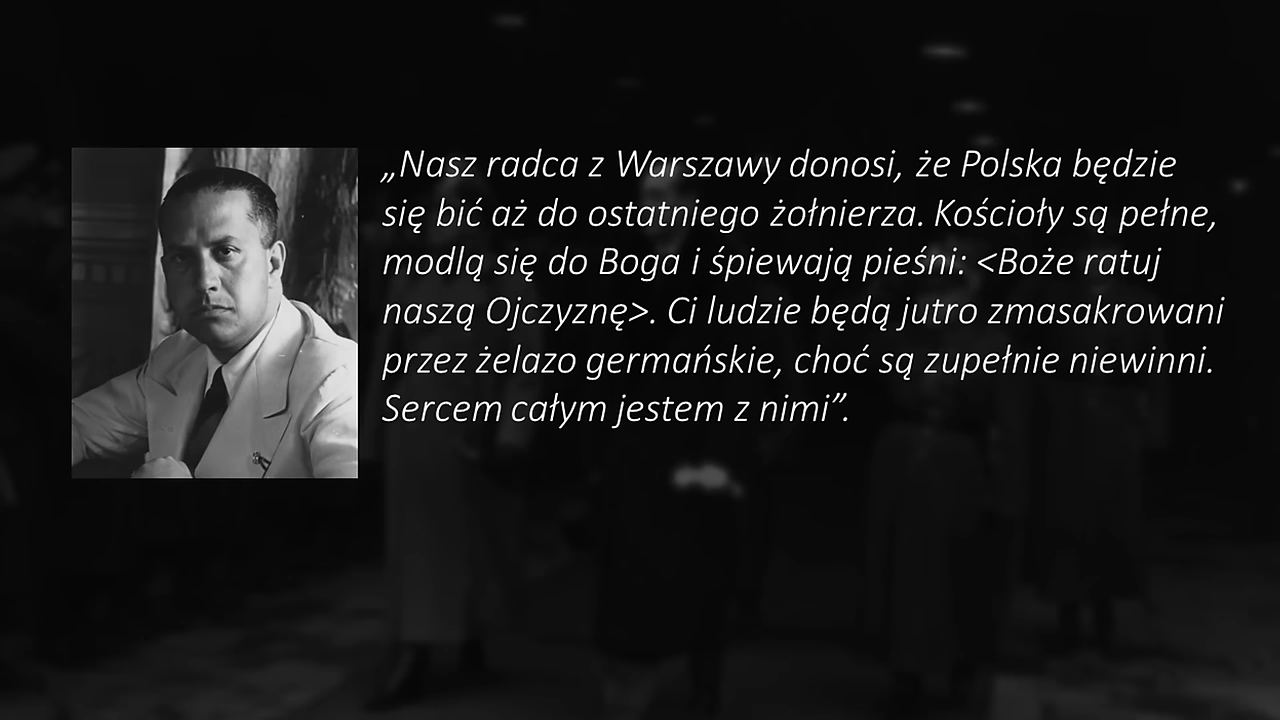 „Nasz radca z Warszawy donosi, że Polska będzie
się bić aż do ostatniego żołnierza. Kościoły są pełne,
modlą się do Boga i śpiewają pieśni: <Boże ratuj
naszą Ojczyznę>. Ci ludzie będą jutro zmasakrowani
przez żelazo germańskie, choć są zupełnie niewinni.
Sercem całym jestem z nimi”.